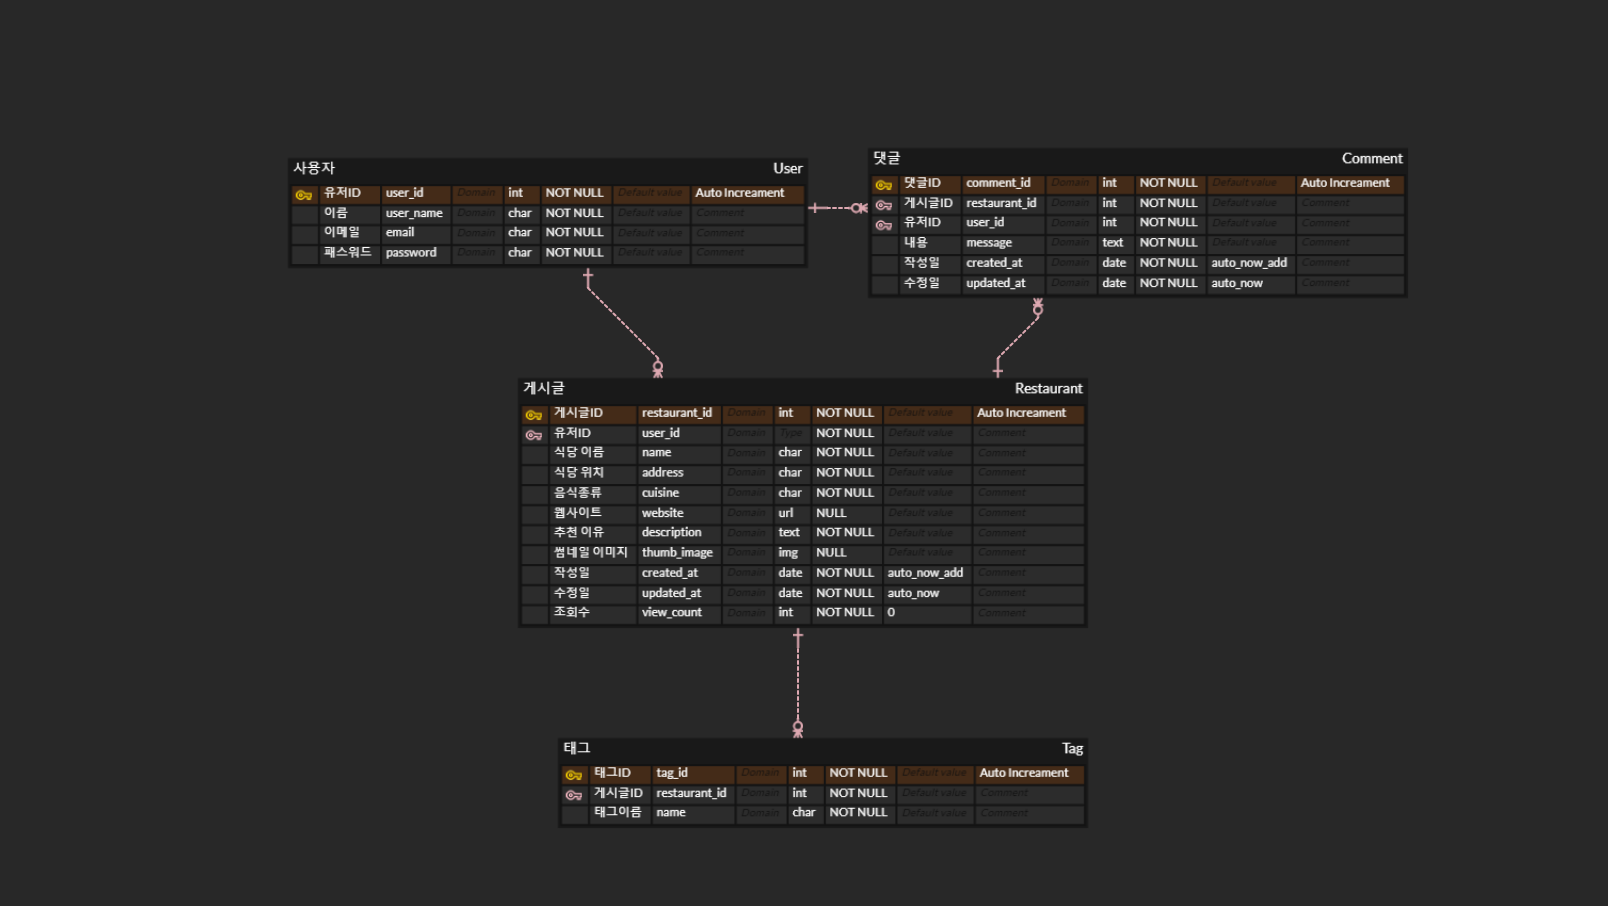 사용자 User
유저ID user_id Domain int NOT NULL Default value Auto Increament
이름 user_name Domain char NOT NULL Default value Comment
이메일 email Domain char NOT NULL Default value Comment
패스워드 password Domain char NOT NULL Default value Comment
댓글 Comment
댓글ID comment_id Domain int NOT NULL Default value Auto Increament
게시글ID restaurant_id Domain int NOT NULL Default value Comment
유저ID user_id Domain int NOT NULL Default value Comment
내용 message Domain text NOT NULL Default value Comment
작성일 created_at Domain date NOT NULL auto_now_add Comment
수정일 updated_at Domain date NOT NULL auto_now Comment
게시글 Restaurant
게시글ID restaurant_id Domain int NOT NULL Default value Auto Increament
유저ID user_id Domain Type NOT NULL Default value Comment
식당 이름 name Domain char NOT NULL Default value Comment
식당 위치 address Domain char NOT NULL Default value Comment
음식종류 cuisine Domain char NOT NULL Default value Comment
웹사이트 website Domain url NULL Default value Comment
추천 이유 description Domain text NOT NULL Default value Comment
썸네일 이미지 thumb_image Domain img NULL Default value Comment
작성일 created_at Domain date NOT NULL auto_now_add Comment
수정일 updated_at Domain date NOT NULL auto_now Comment
조회수 view_count Domain int NOT NULL 0 Comment
태그 Tag
태그ID tag_id Domain int NOT NULL Default value Auto Increament
게시글ID restaurant_id Domain int NOT NULL Default value Comment
태그이름 name Domain char NOT NULL Default value Comment